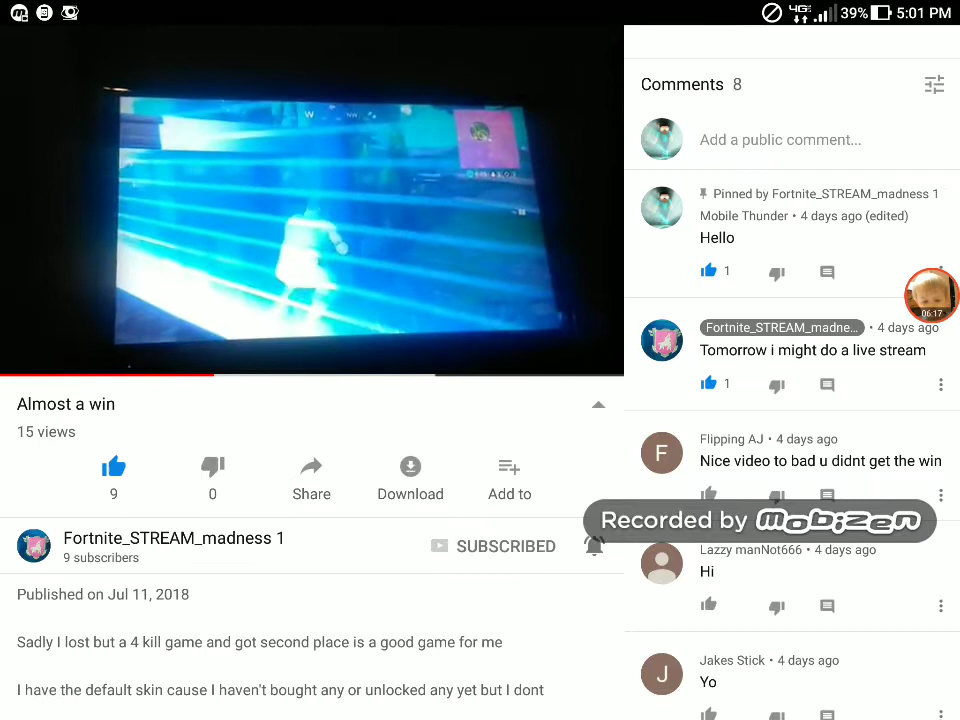 4G
39%
5:01 PM
W
NW
Comments 8
Add a public comment...
Pinned by Fortnite_STREAM_madness 1
Mobile Thunder • 4 days ago (edited)
Hello
1
06:17
Fortnite_STREAM_madne... • 4 days ago
Tomorrow i might do a live stream
1
Flipping AJ • 4 days ago
F
Nice video to bad u didnt get the win
Recorded by Mobizen
Lazzy manNot666 • 4 days ago
Hi
Jakes Stick • 4 days ago
J
Yo
Almost a win
15 views
9
0
Share
Download
Add to
Fortnite_STREAM_madness 1
9 subscribers
SUBSCRIBED
Published on Jul 11, 2018
Sadly I lost but a 4 kill game and got second place is a good game for me
I have the default skin cause I haven't bought any or unlocked any yet but I dont